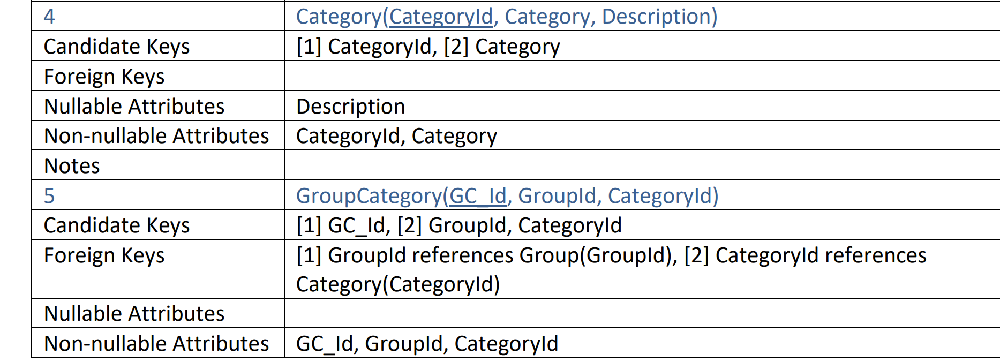 4 Category(CategoryId, Category, Description)
Candidate Keys [1] CategoryId, [2] Category
Foreign Keys
Nullable Attributes Description
Non-nullable Attributes CategoryId, Category
Notes
5 GroupCategory(GC_Id, GroupId, CategoryId)
Candidate Keys [1] GC_Id, [2] GroupId, CategoryId
Foreign Keys [1] GroupId references Group(GroupId), [2] CategoryId references
Category(CategoryId)
Nullable Attributes
Non-nullable Attributes GC_Id, GroupId, CategoryId